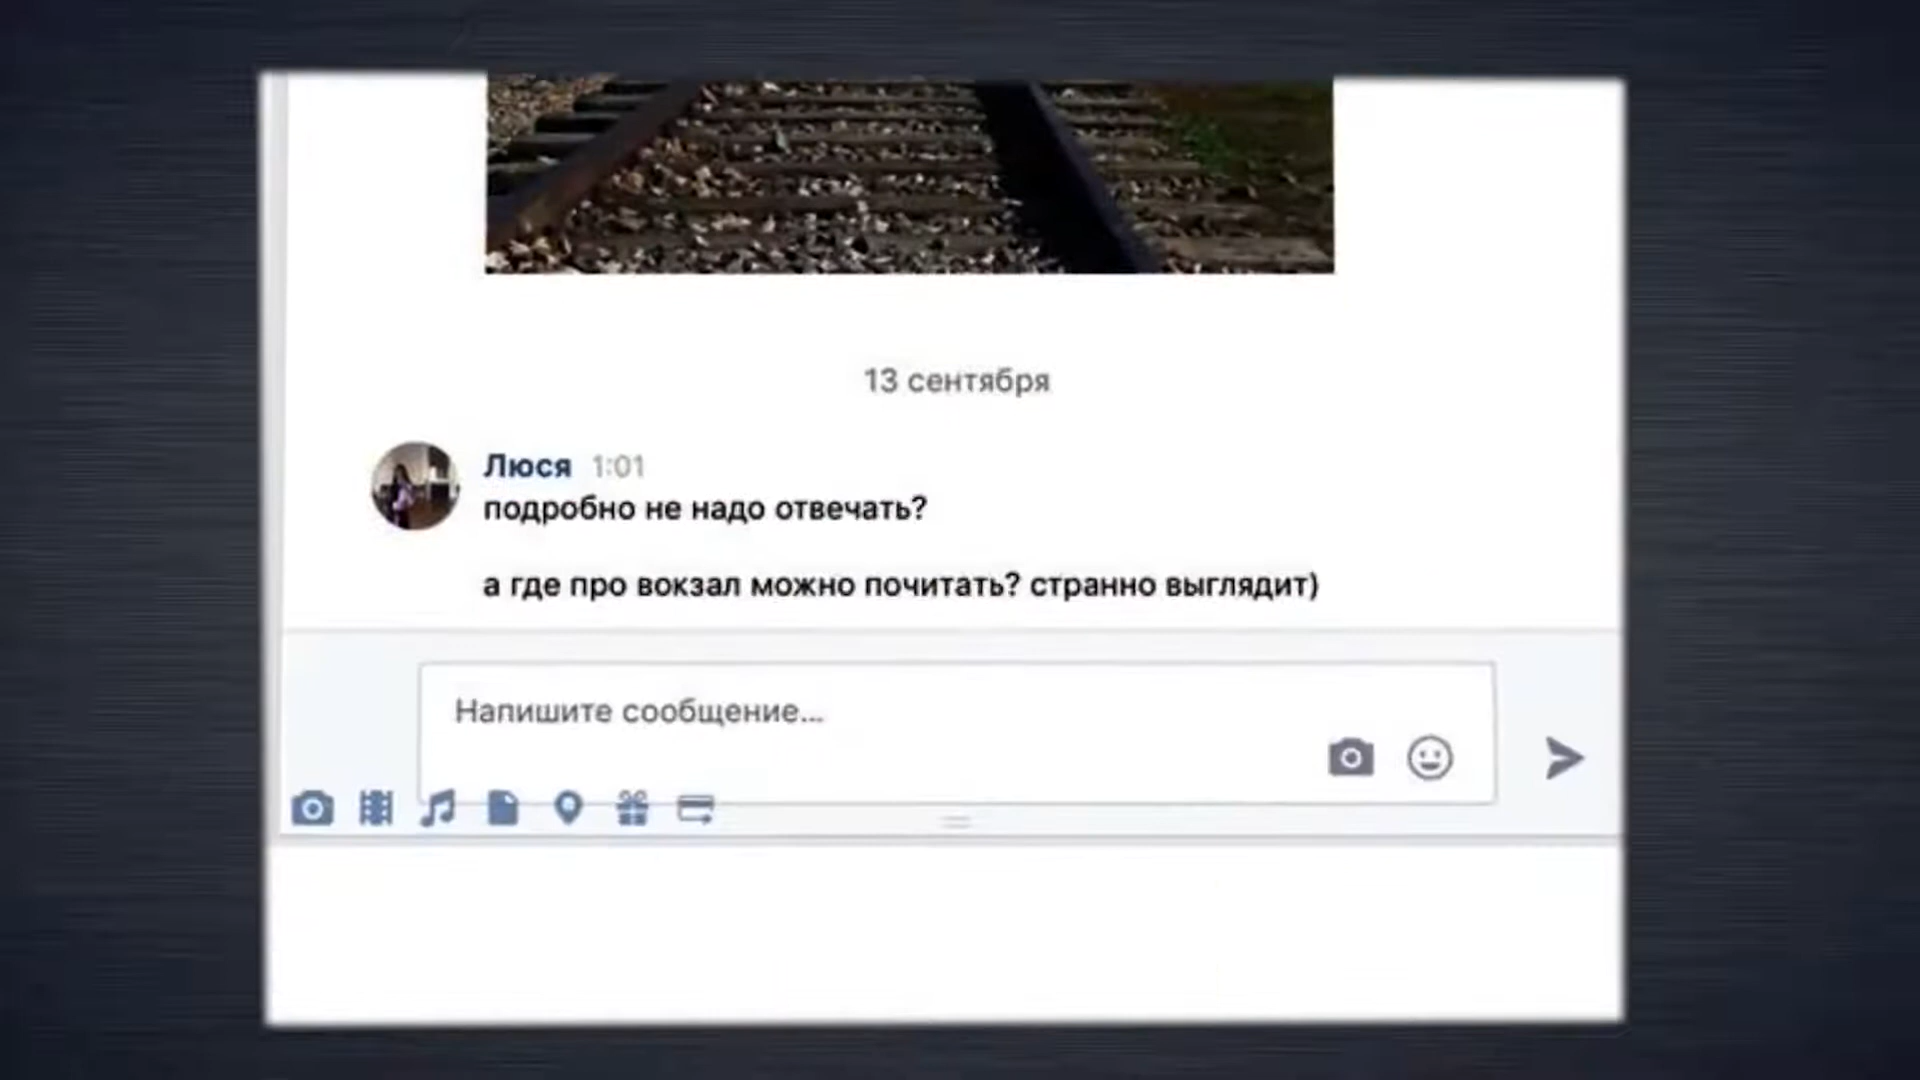 13 сентября
Люся 1:01
подробно не надо отвечать?
а где про вокзал можно почитать? странно выглядит)
Напишите сообщение...